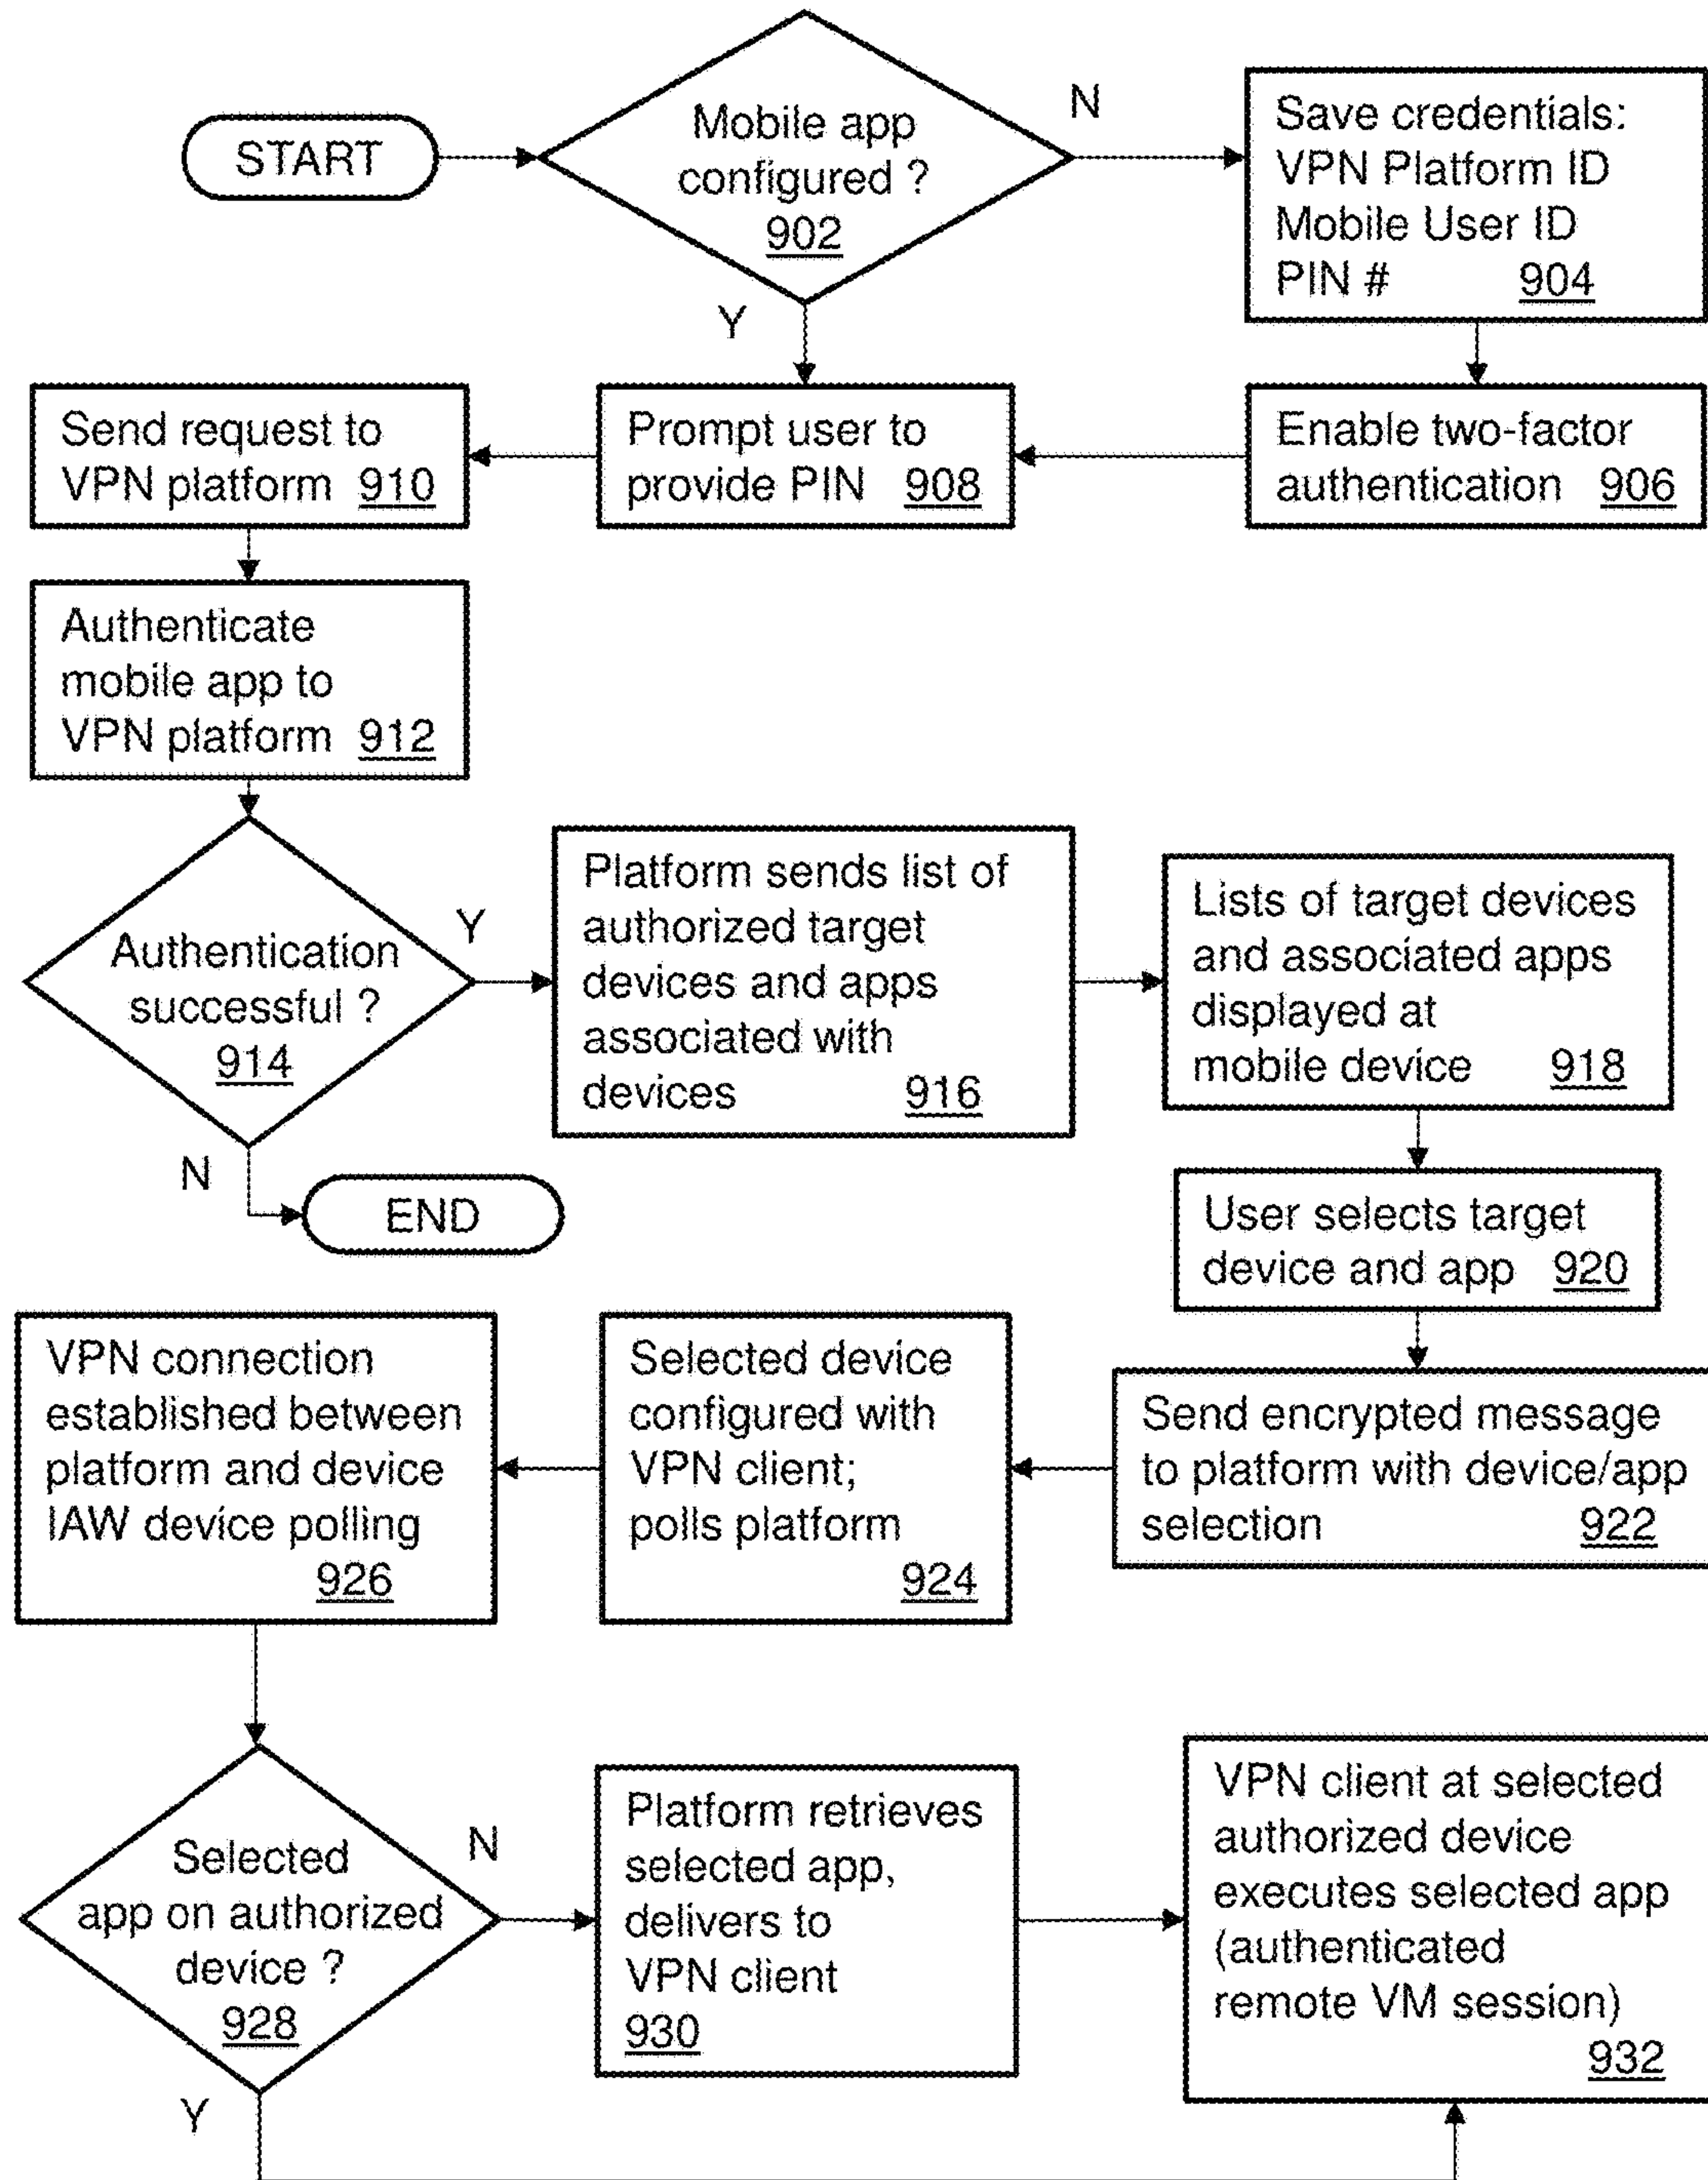 START
Mobile app
configured ?
902
N
Y
Save credentials:
VPN Platform ID
Mobile User ID
PIN # 904
Enable two-factor
authentication 906
Prompt user to
provide PIN 908
Send request to
VPN platform 910
Authenticate
mobile app to
VPN platform 912
Authentication
successful ?
914
Y
N
END
Platform sends list of
authorized target
devices and apps
associated with
devices 916
Lists of target devices
and associated apps
displayed at
mobile device 918
User selects target
device and app 920
Send encrypted message
to platform with device/app
selection 922
Selected device
configured with
VPN client;
polls platform
924
VPN connection
established between
platform and device
IAW device polling
926
Selected
app on authorized
device ?
928
N
Y
Platform retrieves
selected app,
delivers to
VPN client
930
VPN client at selected
authorized device
executes selected app
(authenticated
remote VM session)
932